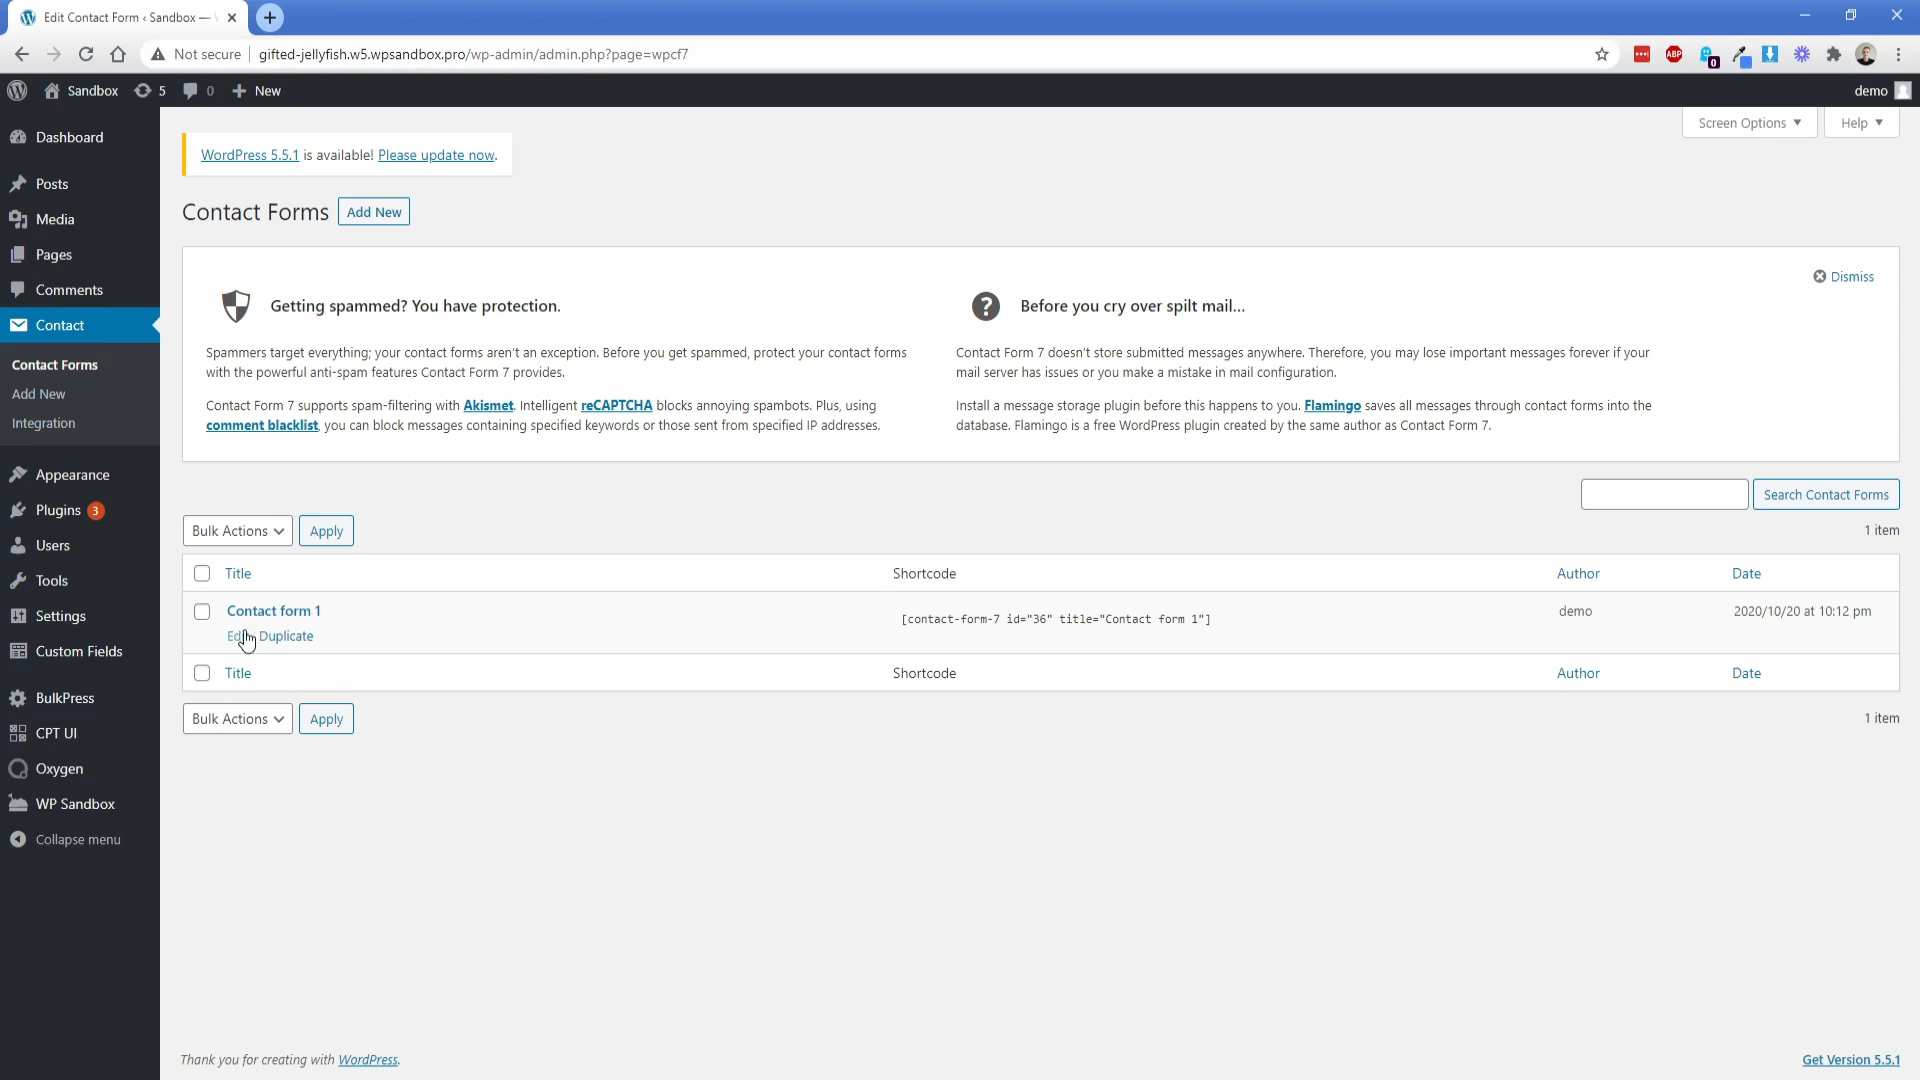 Edit Contact Form ‹ Sandbox —
Not secure gifted-jellyfish.w5.wpsandbox.pro/wp-admin/admin.php?page=wpcf7
ABP
0
Sandbox 5 0 + New
demo
Screen Options Help
Dashboard
Posts
Media
Pages
Comments
Contact
Contact Forms
Add New
Integration
Appearance
Plugins 3
Users
Tools
Settings
Custom Fields
BulkPress
CPT UI
Oxygen
WP Sandbox
Collapse menu
WordPress 5.5.1 is available! Please update now.
Contact Forms Add New
Dismiss
Getting spammed? You have protection.
Spammers target everything; your contact forms aren't an exception. Before you get spammed, protect your contact forms
with the powerful anti-spam features Contact Form 7 provides.
Contact Form 7 supports spam-filtering with Akismet. Intelligent reCAPTCHA blocks annoying spambots. Plus, using
comment blacklist, you can block messages containing specified keywords or those sent from specified IP addresses.
? Before you cry over spilt mail…
Contact Form 7 doesn't store submitted messages anywhere. Therefore, you may lose important messages forever if your
mail server has issues or you make a mistake in mail configuration.
Install a message storage plugin before this happens to you. Flamingo saves all messages through contact forms into the
database. Flamingo is a free WordPress plugin created by the same author as Contact Form 7.
Search Contact Forms
Bulk Actions Apply 1 item
Title Shortcode Author Date
Contact form 1 [contact-form-7 id="36" title="Contact form 1"] demo 2020/10/20 at 10:12 pm
Duplicate
Title Shortcode Author Date
Bulk Actions Apply 1 item
Thank you for creating with WordPress. Get Version 5.5.1